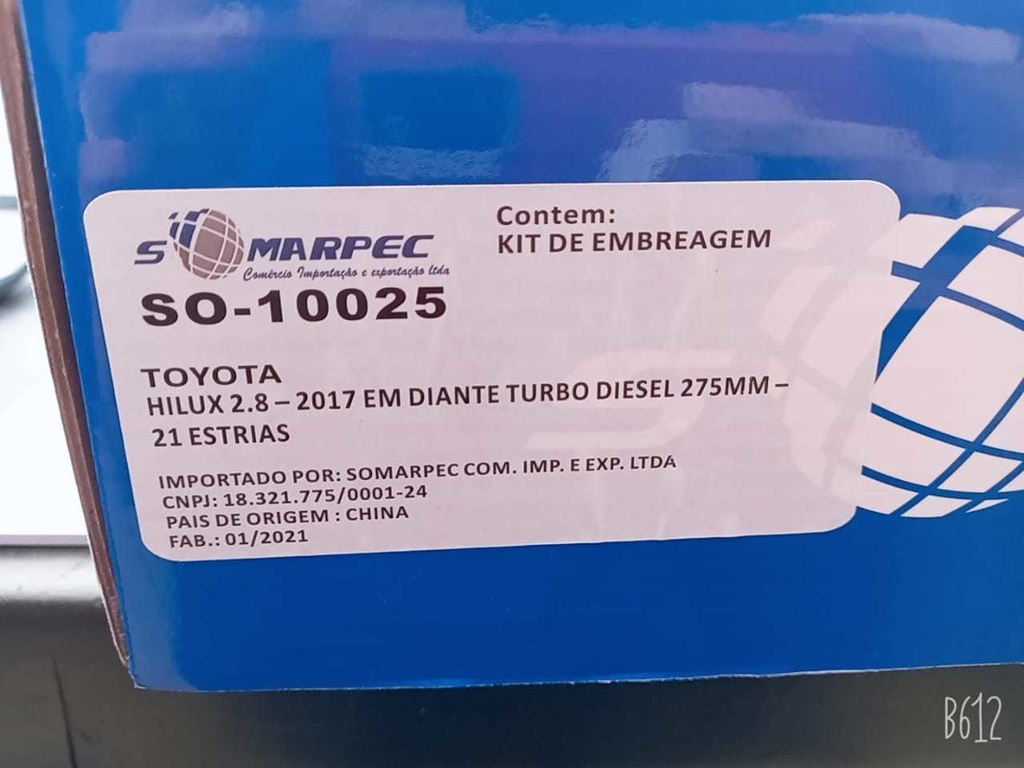 SOMARPEC
Comércio Importação e exportação ltda
Contem:
KIT DE EMBREAGEM
SO-10025
TOYOTA
HILUX 2.8 – 2017 EM DIANTE TURBO DIESEL 275MM –
21 ESTRIAS
IMPORTADO POR: SOMARPEC COM. IMP. E EXP. LTDA
CNPJ: 18.321.775/0001-24
PAIS DE ORIGEM : CHINA
FAB.: 01/2021
B612